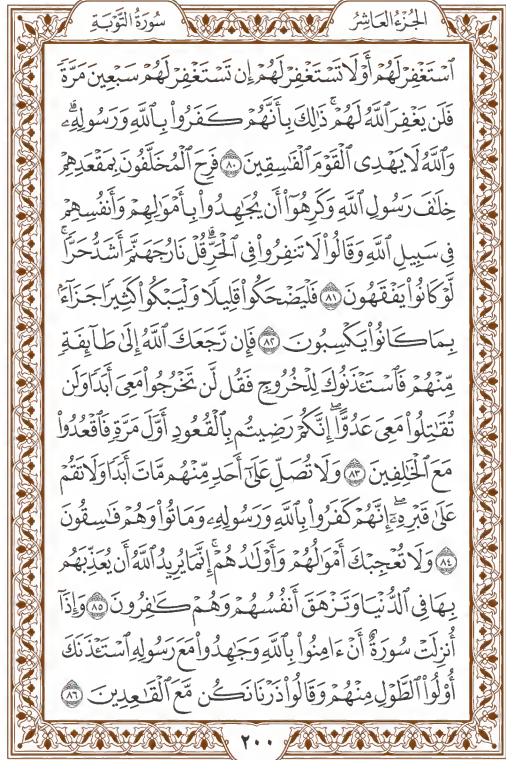 الجُزْءُ العَاشِرُ
سُورَةُ التَّوْبَةِ
ٱسْتَغْفِرْ لَهُمْ أَوْ لَا تَسْتَغْفِرْ لَهُمْ إِن تَسْتَغْفِرْ لَهُمْ سَبْعِينَ مَرَّةً
فَلَن يَغْفِرَ ٱللَّهُ لَهُمْ ۚ ذَٰلِكَ بِأَنَّهُمْ كَفَرُوا۟ بِٱللَّهِ وَرَسُولِهِۦ ۗ
وَٱللَّهُ لَا يَهْدِى ٱلْقَوْمَ ٱلْفَـٰسِقِينَ ٨٠ فَرِحَ ٱلْمُخَلَّفُونَ بِمَقْعَدِهِمْ
خِلَـٰفَ رَسُولِ ٱللَّهِ وَكَرِهُوٓا۟ أَن يُجَـٰهِدُوا۟ بِأَمْوَٰلِهِمْ وَأَنفُسِهِمْ
فِى سَبِيلِ ٱللَّهِ وَقَالُوا۟ لَا تَنفِرُوا۟ فِى ٱلْحَرِّ ۗ قُلْ نَارُ جَهَنَّمَ أَشَدُّ حَرًّا ۚ
لَّوْ كَانُوا۟ يَفْقَهُونَ ٨١ فَلْيَضْحَكُوا۟ قَلِيلًا وَلْيَبْكُوا۟ كَثِيرًا جَزَآءًۢ
بِمَا كَانُوا۟ يَكْسِبُونَ ٨٢ فَإِن رَّجَعَكَ ٱللَّهُ إِلَىٰ طَآئِفَةٍ
مِّنْهُمْ فَٱسْتَـْٔذَنُوكَ لِلْخُرُوجِ فَقُل لَّن تَخْرُجُوا۟ مَعِىَ أَبَدًا وَلَن
تُقَـٰتِلُوا۟ مَعِىَ عَدُوًّا ۖ إِنَّكُمْ رَضِيتُم بِٱلْقُعُودِ أَوَّلَ مَرَّةٍ فَٱقْعُدُوا۟
مَعَ ٱلْخَـٰلِفِينَ ٨٣ وَلَا تُصَلِّ عَلَىٰٓ أَحَدٍ مِّنْهُم مَّاتَ أَبَدًا وَلَا تَقُمْ
عَلَىٰ قَبْرِهِۦٓ ۖ إِنَّهُمْ كَفَرُوا۟ بِٱللَّهِ وَرَسُولِهِۦ وَمَاتُوا۟ وَهُمْ فَـٰسِقُونَ
٨٤ وَلَا تُعْجِبْكَ أَمْوَٰلُهُمْ وَأَوْلَـٰدُهُمْ ۚ إِنَّمَا يُرِيدُ ٱللَّهُ أَن يُعَذِّبَهُم
بِهَا فِى ٱلدُّنْيَا وَتَزْهَقَ أَنفُسُهُمْ وَهُمْ كَـٰفِرُونَ ٨٥ وَإِذَآ
أُنزِلَتْ سُورَةٌ أَنْ ءَامِنُوا۟ بِٱللَّهِ وَجَـٰهِدُوا۟ مَعَ رَسُولِهِ ٱسْتَـْٔذَنَكَ
أُو۟لُوا۟ ٱلطَّوْلِ مِنْهُمْ وَقَالُوا۟ ذَرْنَا نَكُن مَّعَ ٱلْقَـٰعِدِينَ ٨٦
٢٠٠